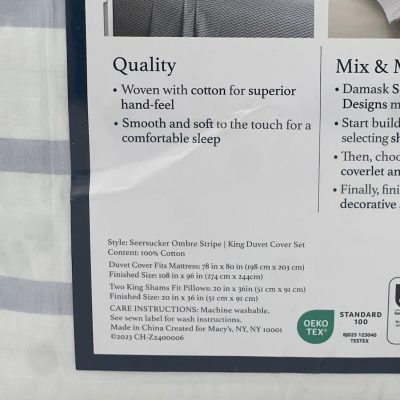 Quality
• Woven with cotton for superior
hand-feel
• Smooth and soft to the touch for a
comfortable sleep
Mix &
• Damask
Designs
• Start
selecting
• Then,
coverlet
• Finally,
decorative
Style: Seersucker Ombre Stripe | King Duvet Cover Set
Content: 100% Cotton
Duvet Cover Fits Mattress: 78 in x 80 in (198 cm x 203 cm)
Finished Size: 108 in x 96 in (274 cm x 244cm)
Two King Shams Fit Pillows: 20 in x 36in (51 cm x 91 cm)
Finished Size: 20 in x 36 in (51 cm x 91 cm)
CARE INSTRUCTIONS: Machine washable.
See sewn label for wash instructions.
Made in China Created for Macy's, NY, NY 10001
©2023 CH-Z2400006
OEKO
TEX®
STANDARD
100
BJ025 123040
TESTEX